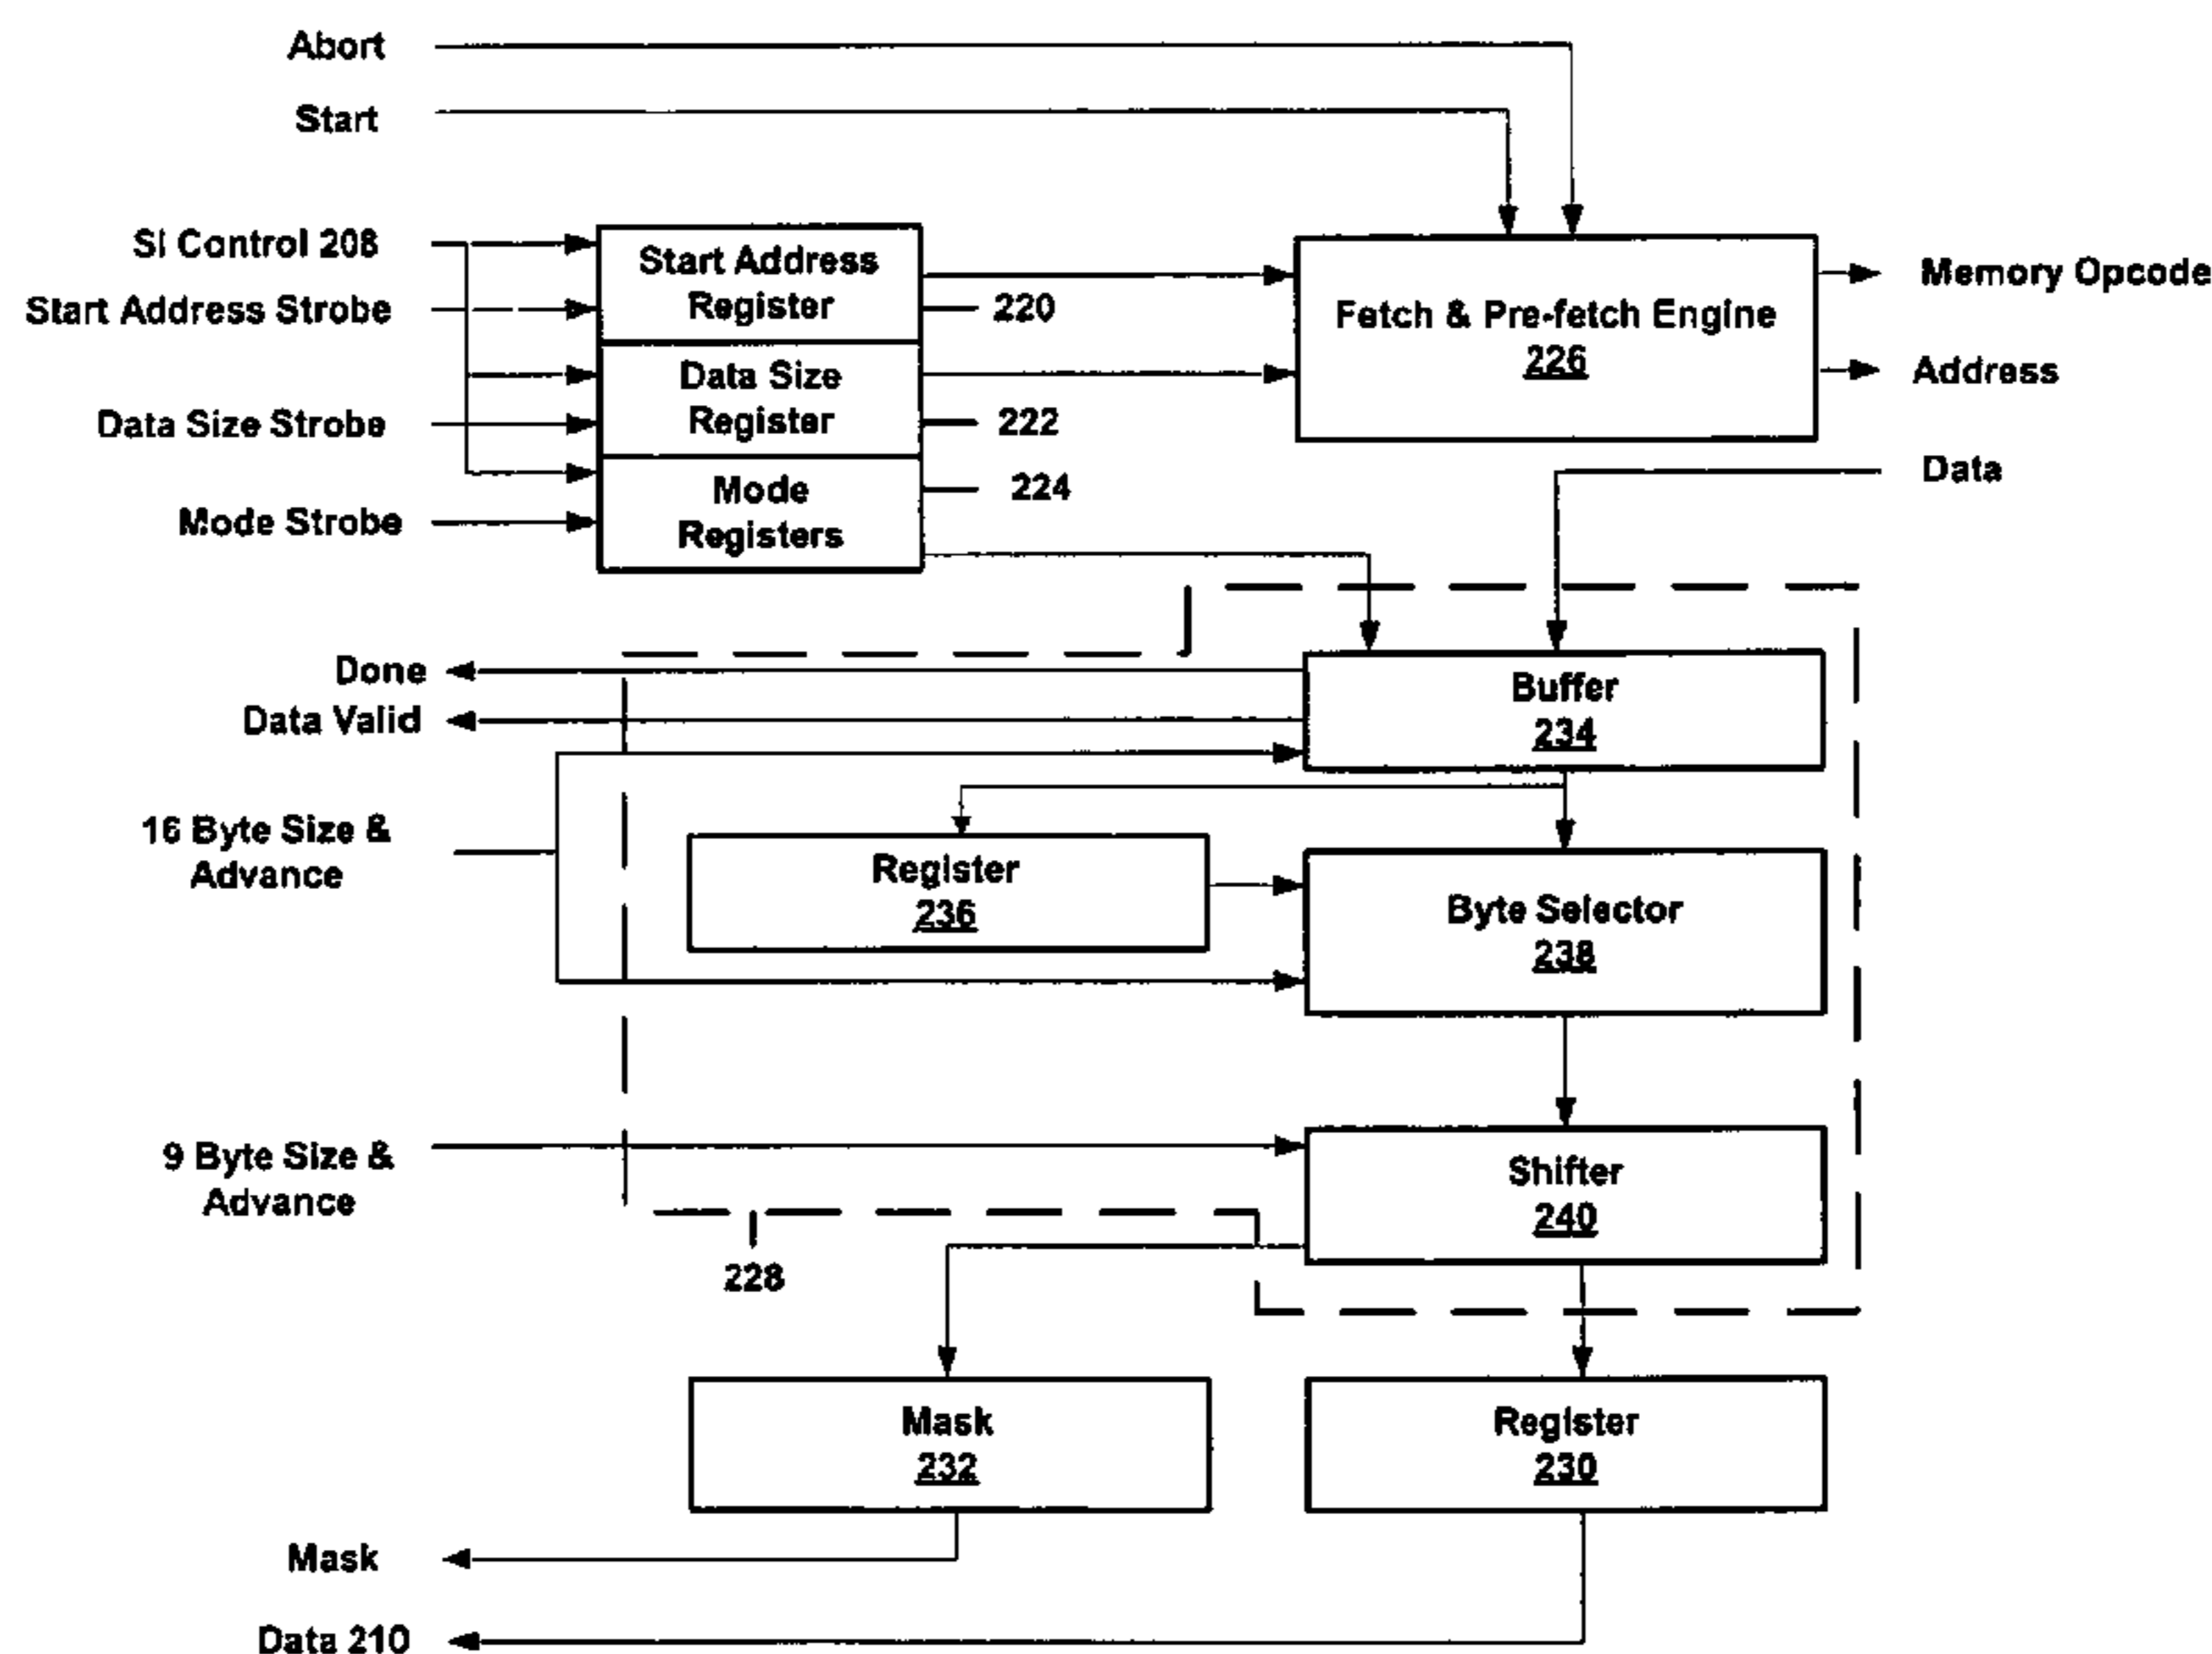 Abort
Start
SI Control 208
Start Address Strobe
Data Size Strobe
Mode Strobe
Start Address
Register
220
Data Size
Register
222
Mode
Registers
224
Fetch & Pre-fetch Engine
226
Memory Opcode
Address
Data
Done
Data Valid
Buffer
234
16 Byte Size &
Advance
Register
236
Byte Selector
238
9 Byte Size &
Advance
Shifter
240
228
Mask
232
Register
230
Mask
Data 210